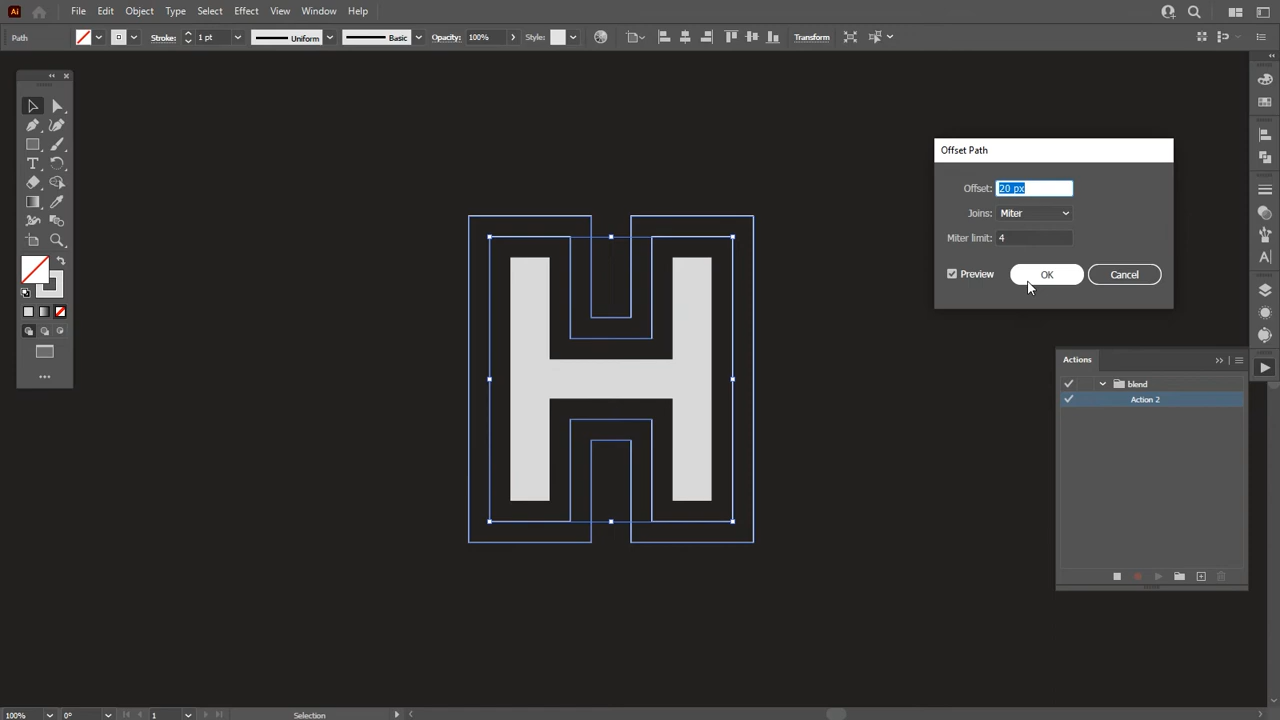 Ai File Edit Object Type Select Effect View Window Help
Path Stroke: 1 pt Uniform Basic Opacity: 100% Style: Transform
Offset Path
Offset: 20 px
Joins: Miter
Miter limit: 4
Preview OK Cancel
H
Actions
blend
Action 2
100% 0° 1 Selection